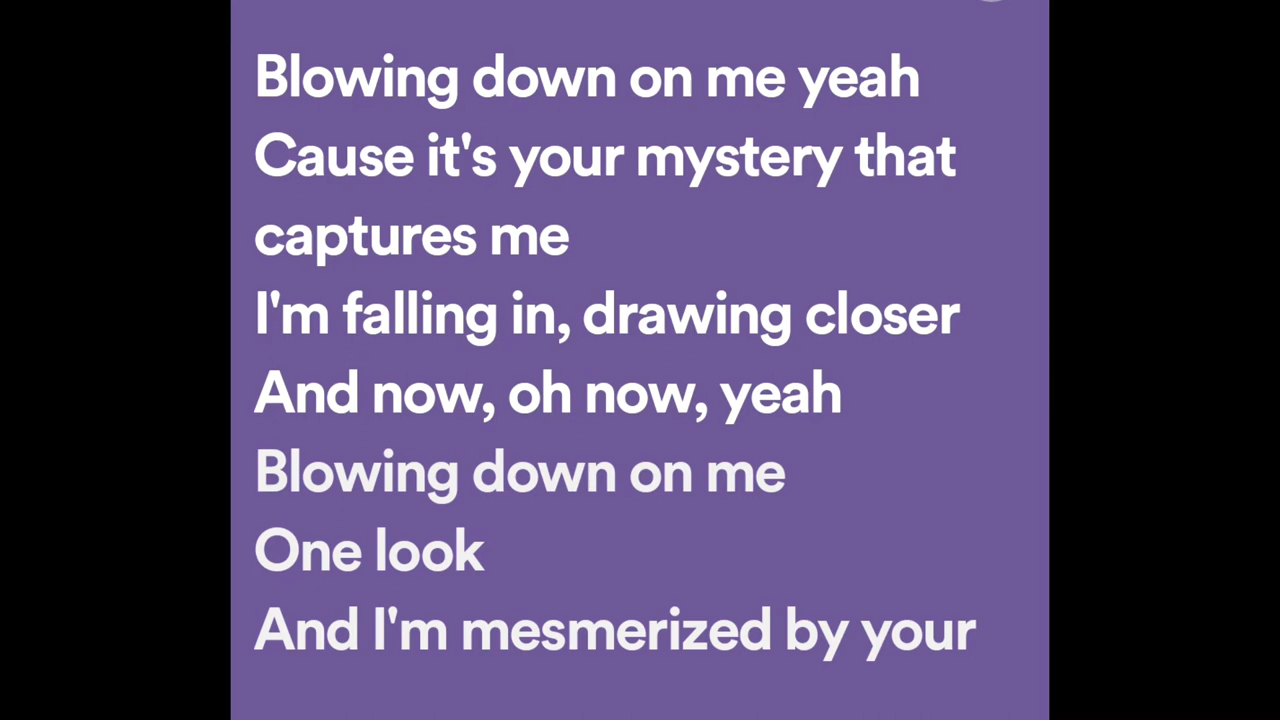 Blowing down on me yeah
Cause it's your mystery that
captures me
I'm falling in, drawing closer
And now, oh now, yeah
Blowing down on me
One look
And I'm mesmerized by your